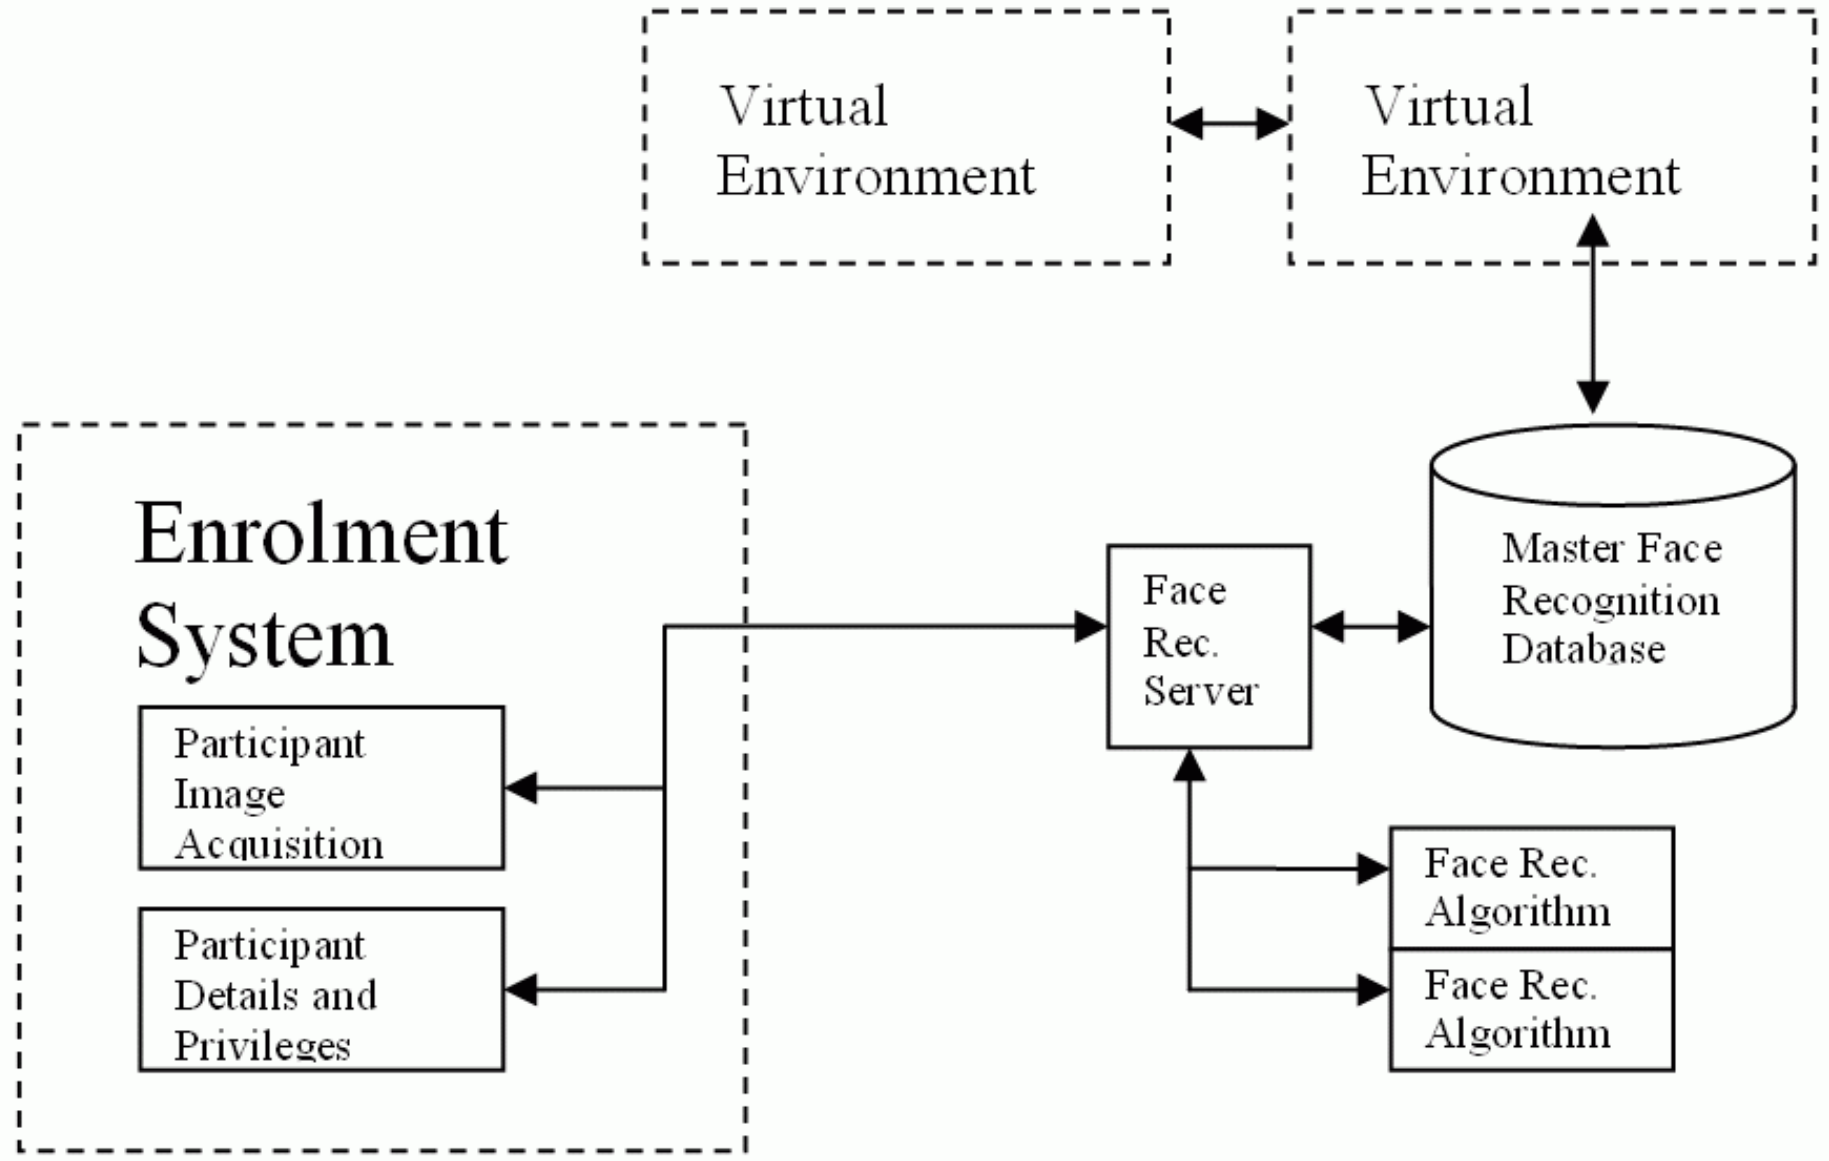 Virtual
Environment
Virtual
Environment
Enrolment
System
Participant
Image
Acquisition
Participant
Details and
Privileges
Face
Rec.
Server
Master Face
Recognition
Database
Face Rec.
Algorithm
Face Rec.
Algorithm